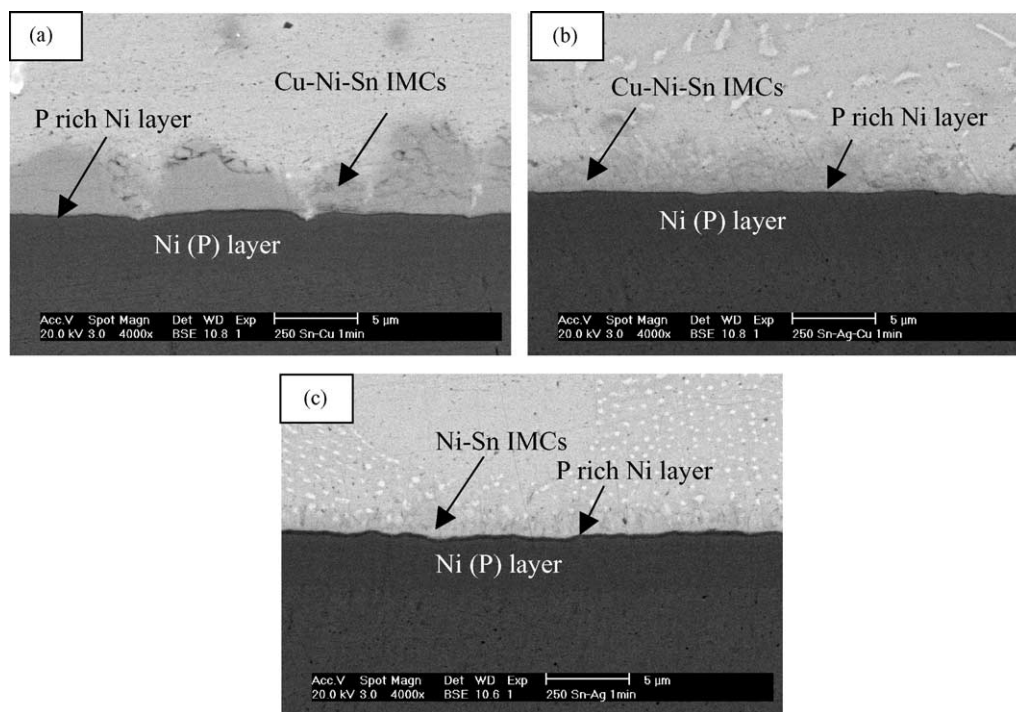 (a)
Cu-Ni-Sn IMCs
P rich Ni layer
Ni (P) layer
Acc.V Spot Magn Det WD Exp 5 μm
20.0 kV 3.0 4000x BSE 10.8 1 250 Sn-Cu 1min
(b)
Cu-Ni-Sn IMCs
P rich Ni layer
Ni (P) layer
Acc.V Spot Magn Det WD Exp 5 μm
20.0 kV 3.0 4000x BSE 10.8 1 250 Sn-Ag-Cu 1min
(c)
Ni-Sn IMCs
P rich Ni layer
Ni (P) layer
Acc.V Spot Magn Det WD Exp 5 μm
20.0 kV 3.0 4000x BSE 10.6 1 250 Sn-Ag 1min